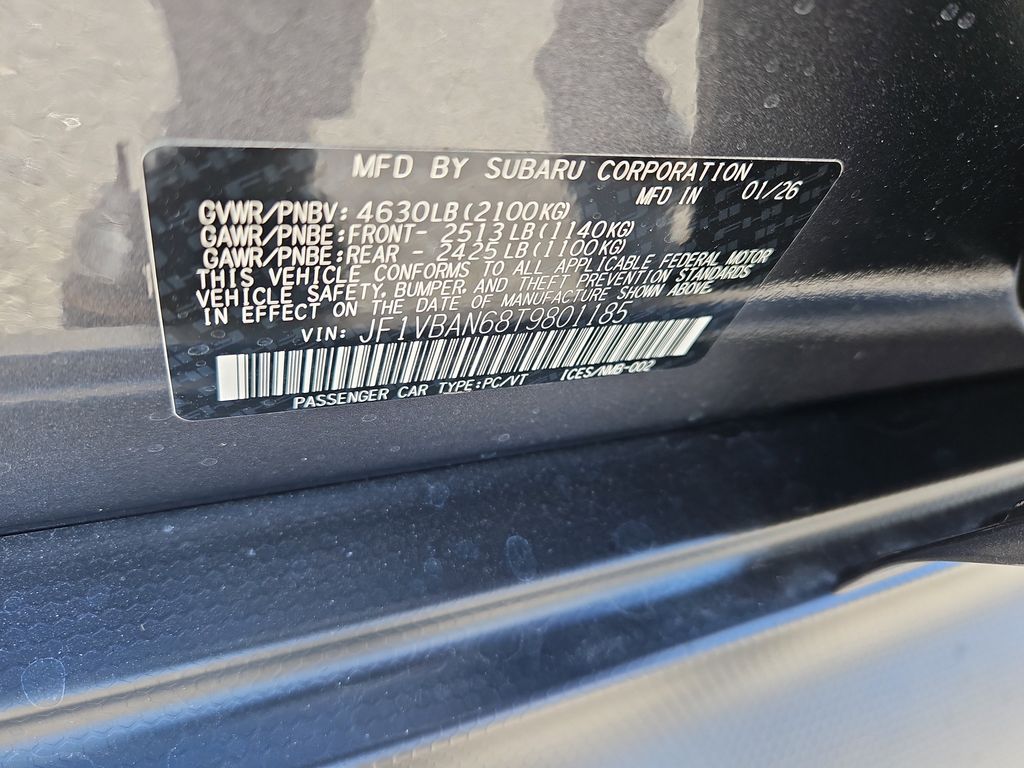 MFD BY SUBARU CORPORATION
MFD IN 01/26
GVWR/PNBV: 4630LB(2100KG)
GAWR/PNBE:FRONT- 2513LB(1140KG)
GAWR/PNBE:REAR - 2425LB(1100KG)
THIS VEHICLE CONFORMS TO ALL APPLICABLE FEDERAL MOTOR
VEHICLE SAFETY, BUMPER, AND THEFT PREVENTION STANDARDS
IN EFFECT ON THE DATE OF MANUFACTURE SHOWN ABOVE.
VIN: JF1VBAN68T9801185
PASSENGER CAR TYPE:PC/VT ICES/NMB-002